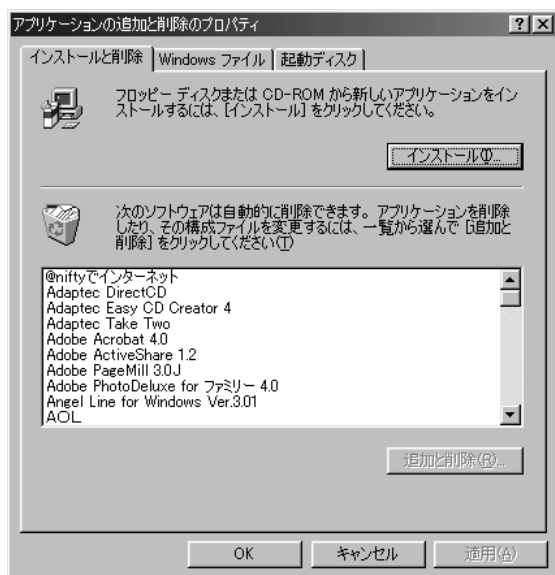 アプリケーションの追加と削除のプロパティ
インストールと削除 Windows ファイル 起動ディスク
フロッピー ディスクまたは CD-ROM から新しいアプリケーションをイン
ストールするには、[インストール] をクリックしてください。
インストール(I)...
次のソフトウェアは自動的に削除できます。アプリケーションを削除
したり、その構成ファイルを変更するには、一覧から選んで [追加と
削除] をクリックしてください(T)
@niftyでインターネット
Adaptec DirectCD
Adaptec Easy CD Creator 4
Adaptec Take Two
Adobe Acrobat 4.0
Adobe ActiveShare 1.2
Adobe PageMill 3.0J
Adobe PhotoDeluxe for ファミリー 4.0
Angel Line for Windows Ver.3.01
AOL
追加と削除(R)...
OK キャンセル 適用(A)